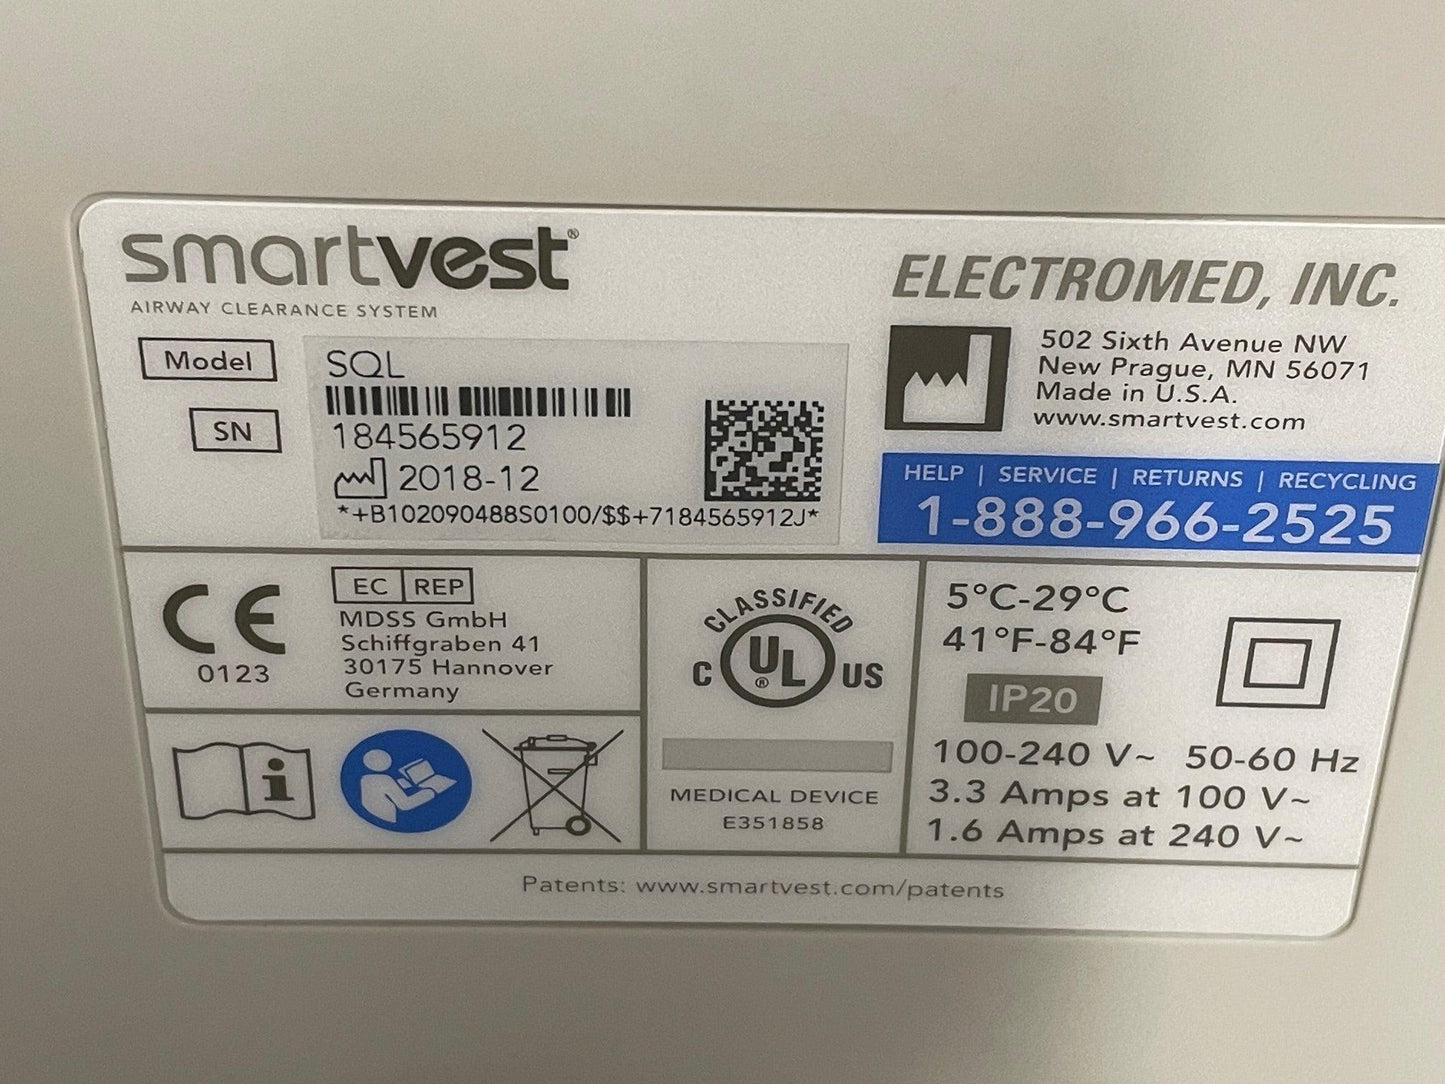 smartvest®
AIRWAY CLEARANCE SYSTEM
Model
SQL
SN
184565912
2018-12
*+B102090488S0100/$$+7184565912J*
ELECTROMED, INC.
502 Sixth Avenue NW
New Prague, MN 56071
Made in U.S.A.
www.smartvest.com
HELP | SERVICE | RETURNS | RECYCLING
1-888-966-2525
CE
0123
EC REP
MDSS GmbH
Schiffgraben 41
30175 Hannover
Germany
i
CLASSIFIED
C UL® US
MEDICAL DEVICE
E351858
5°C-29°C
41°F-84°F
IP20
100-240 V~ 50-60 Hz
3.3 Amps at 100 V~
1.6 Amps at 240 V~
Patents: www.smartvest.com/patents